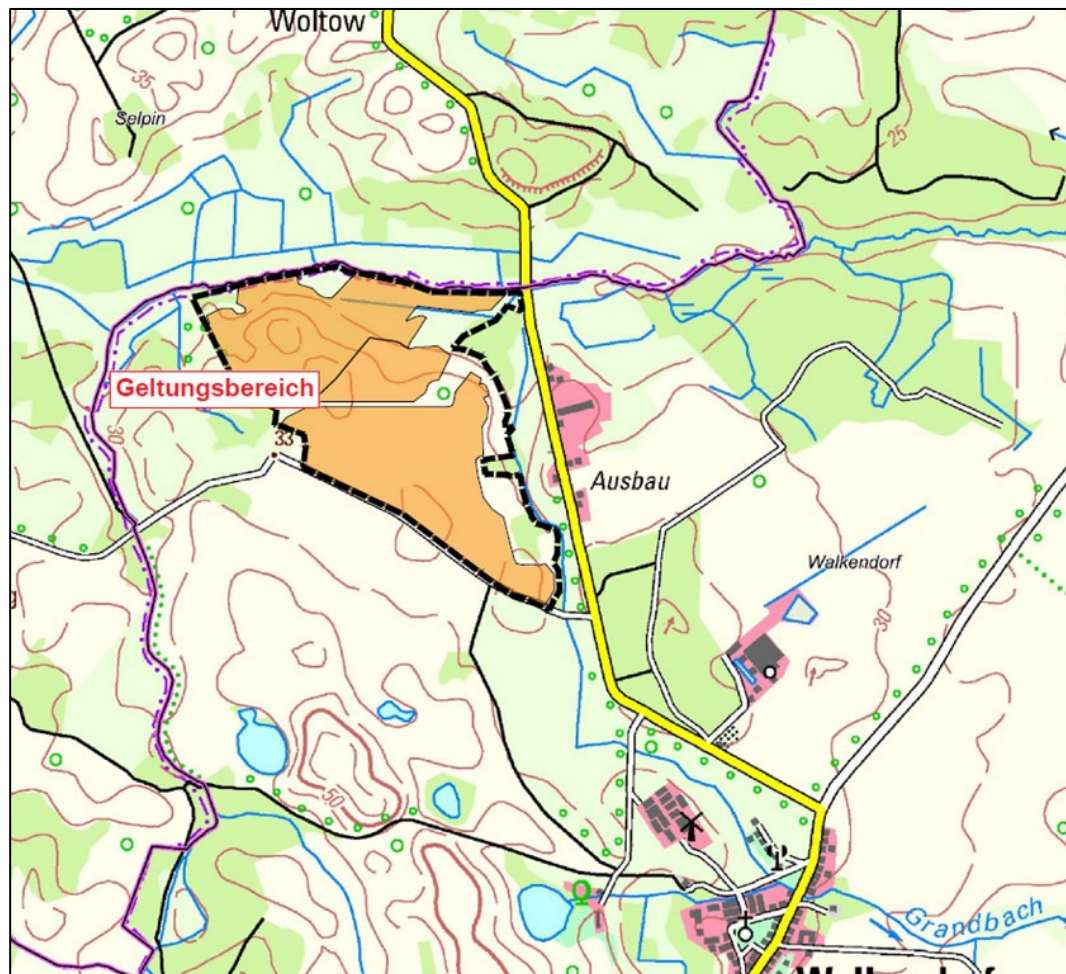 Woltow
35
Selpin
25
Geltungsbereich
30
33
Ausbau
Walkendorf
30
50
Grandbach